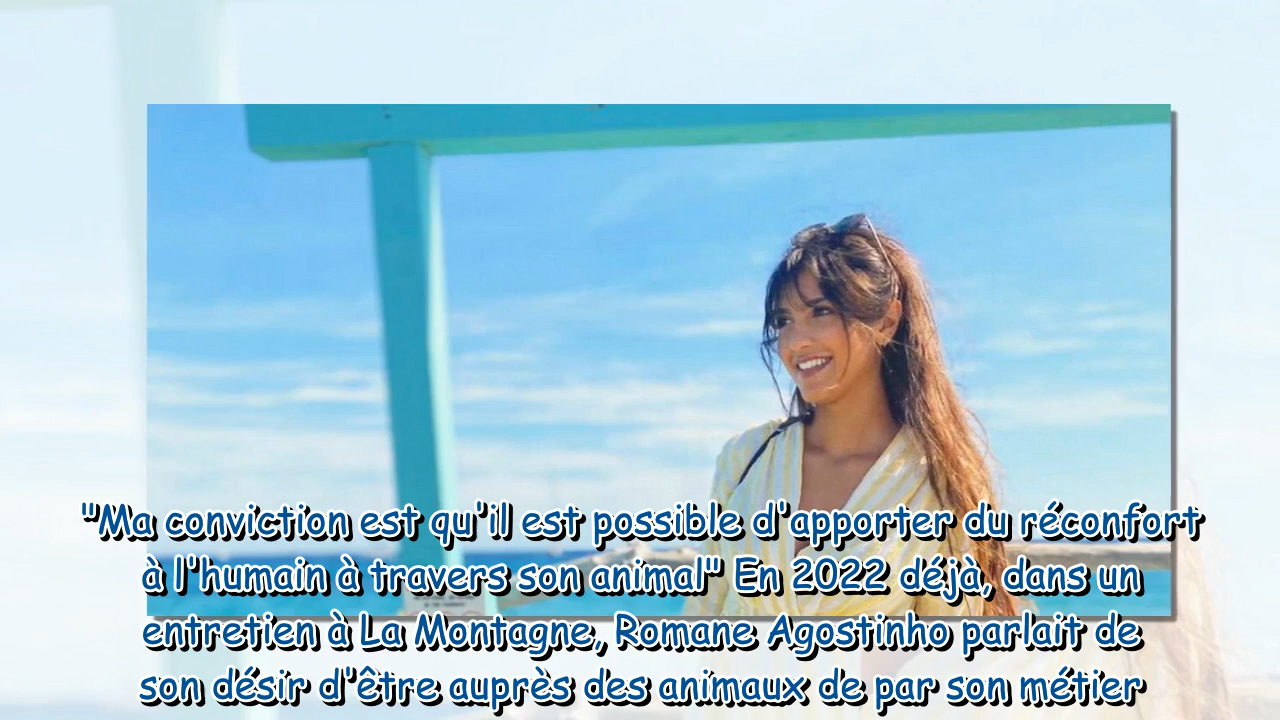 "Ma conviction est qu'il est possible d'apporter du réconfort
à l'humain à travers son animal" En 2022 déjà, dans un
entretien à La Montagne, Romane Agostinho parlait de
son désir d'être auprès des animaux de par son métier